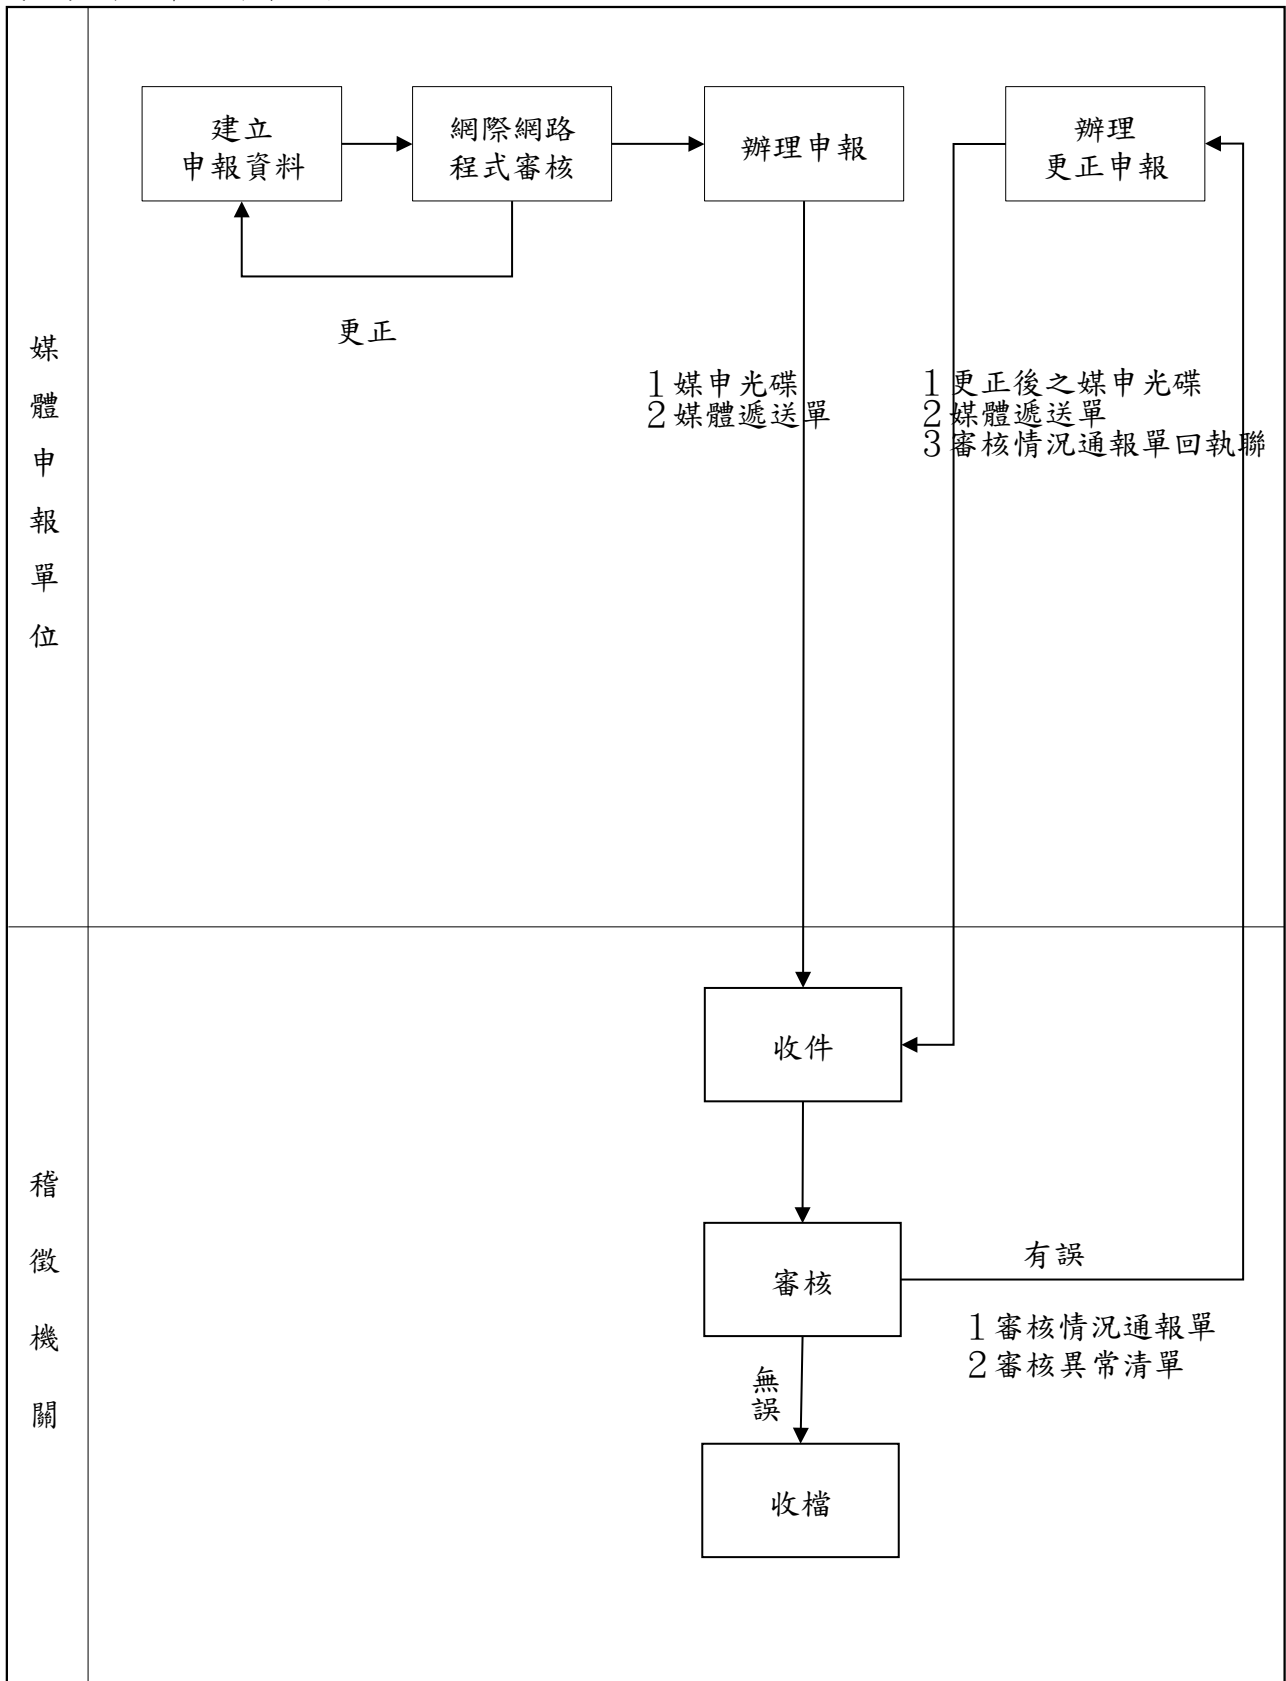 建立
申報資料
網際網路
程式審核
辦理申報
辦理
更正申報
更正
1媒申光碟
2媒體遞送單
1更正後之媒申光碟
2媒體遞送單
3審核情況通報單回執聯
媒
體
申
報
單
位
收件
審核
有誤
1審核情況通報單
2審核異常清單
無
誤
收檔
稽
徵
機
關